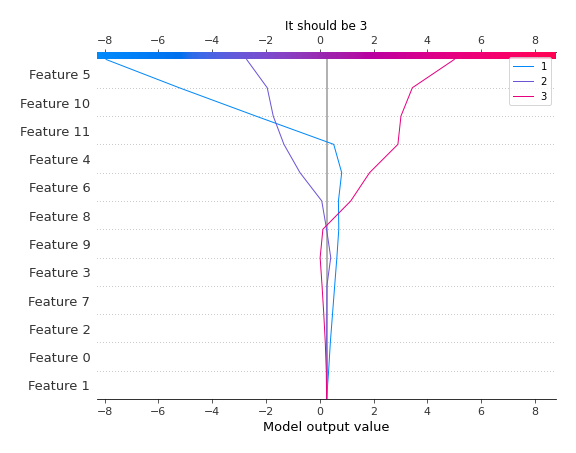 It should be 3
−8 −6 −4 −2 0 2 4 6 8
1
2
3
Feature 5
Feature 10
Feature 11
Feature 4
Feature 6
Feature 8
Feature 9
Feature 3
Feature 7
Feature 2
Feature 0
Feature 1
−8 −6 −4 −2 0 2 4 6 8
Model output value